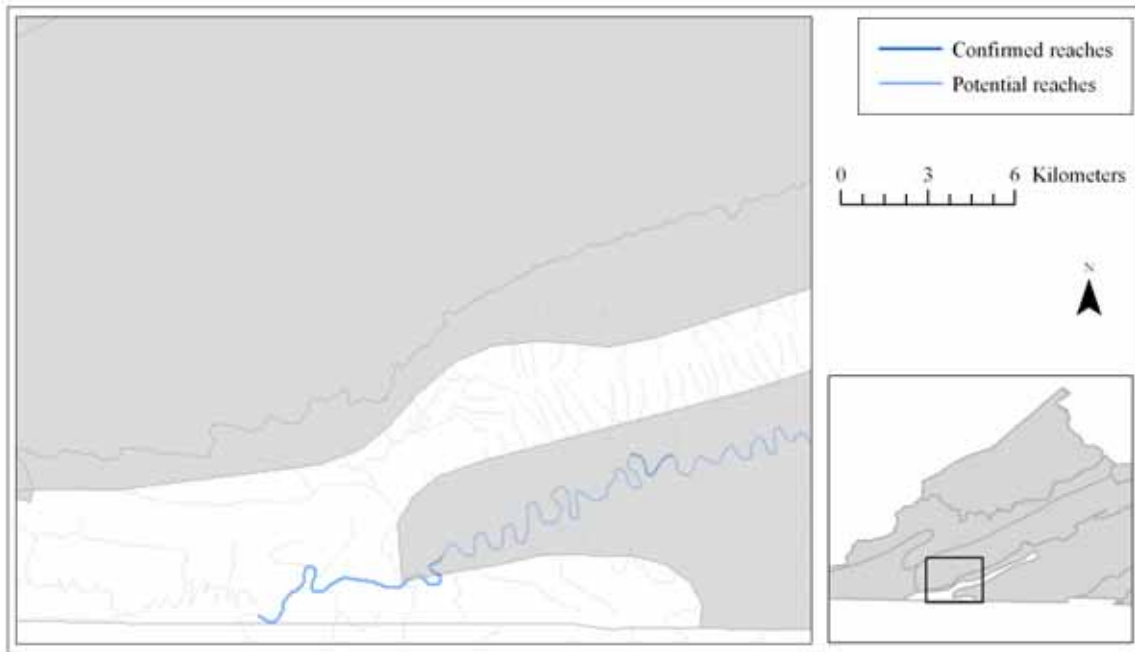 Confirmed reaches
Potential reaches
0 3 6 Kilometers
N